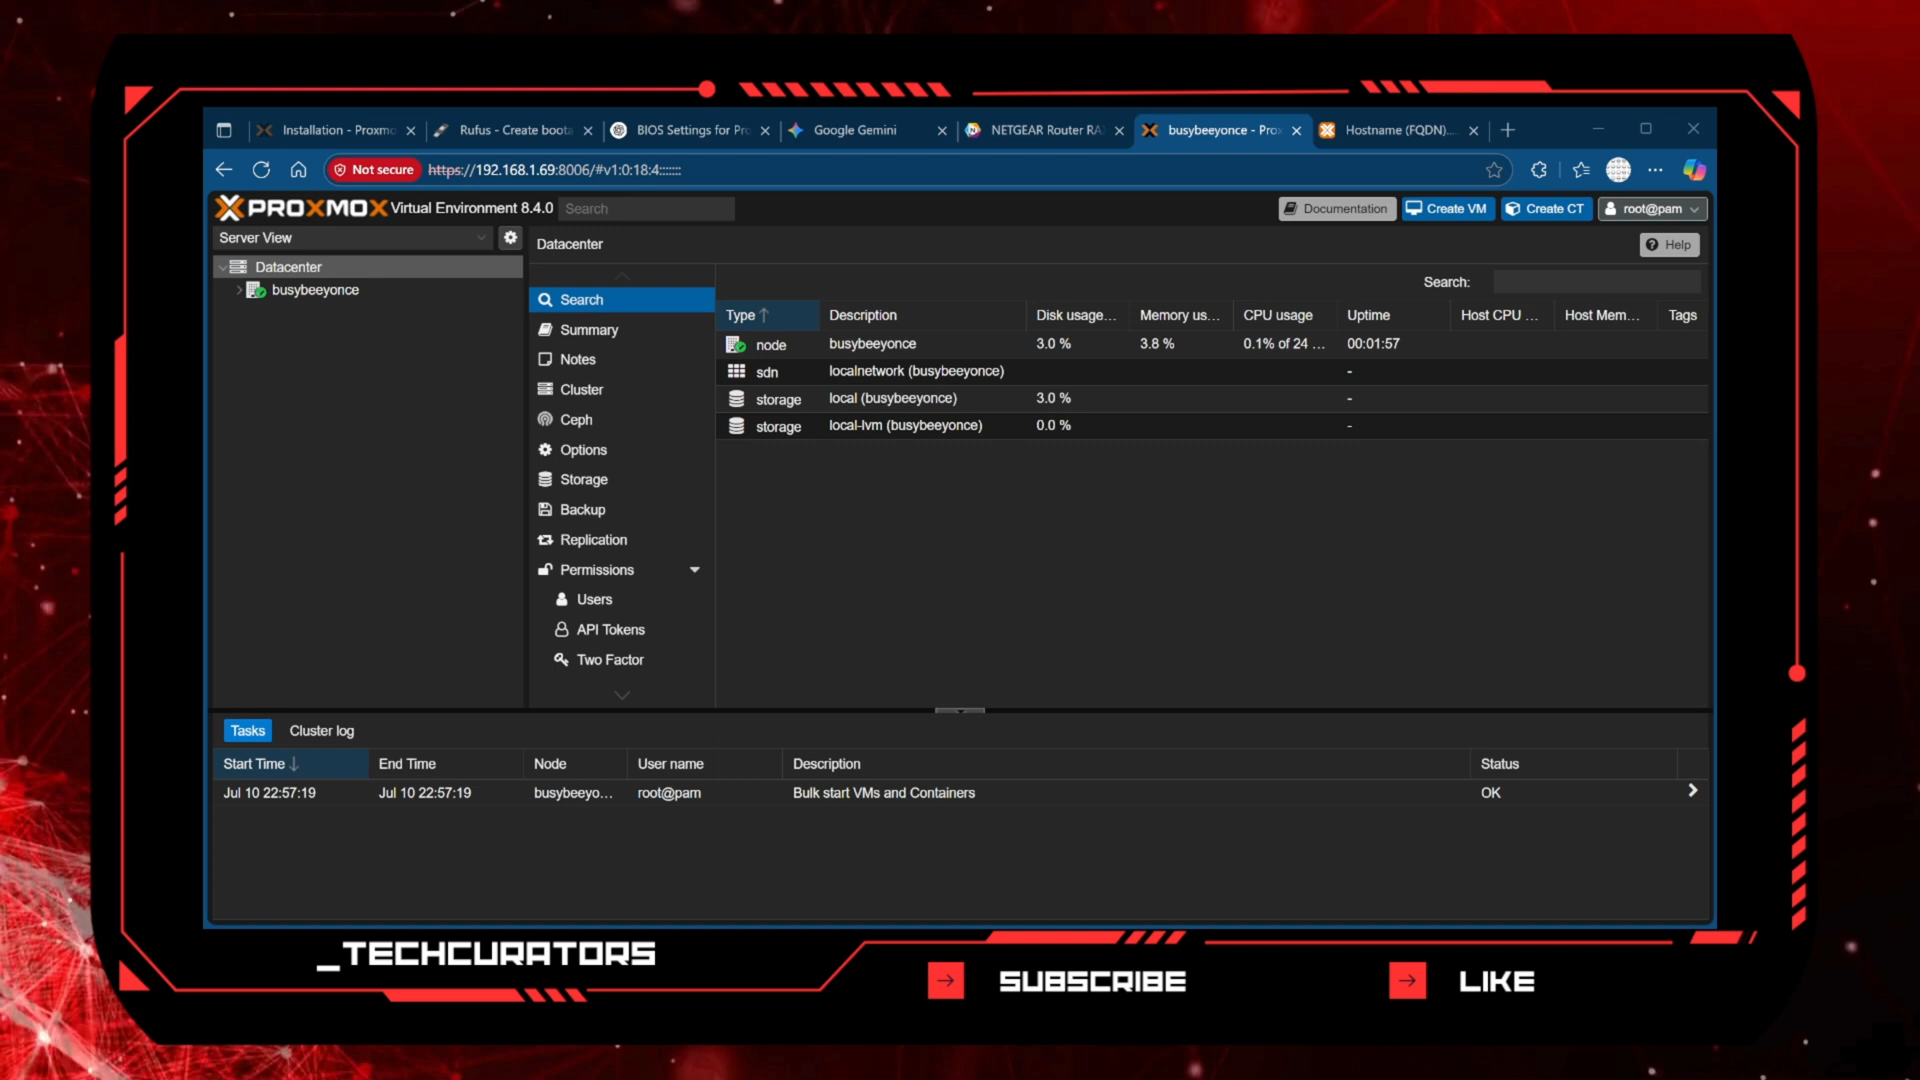 Installation - Proxmo
Rufus - Create boota
BIOS Settings for Pro
Google Gemini
NETGEAR Router RA
busybeeyonce - Prox
Hostname (FQDN)...
Not secure
https://192.168.1.69:8006/#v1:0:18:4:::::::
PROXMOX Virtual Environment 8.4.0
Search
Documentation
Create VM
Create CT
root@pam
Server View
Datacenter
Help
Datacenter
busybeeyonce
Search
Summary
Notes
Cluster
Ceph
Options
Storage
Backup
Replication
Permissions
Users
API Tokens
Two Factor
Search:
Type Description Disk usage... Memory us... CPU usage Uptime Host CPU ... Host Mem... Tags
node busybeeyonce 3.0 % 3.8 % 0.1% of 24 ... 00:01:57
sdn localnetwork (busybeeyonce) -
storage local (busybeeyonce) 3.0 % -
storage local-lvm (busybeeyonce) 0.0 % -
Tasks Cluster log
Start Time End Time Node User name Description Status
Jul 10 22:57:19 Jul 10 22:57:19 busybeeyo... root@pam Bulk start VMs and Containers OK
_TECHCURATORS
SUBSCRIBE
LIKE